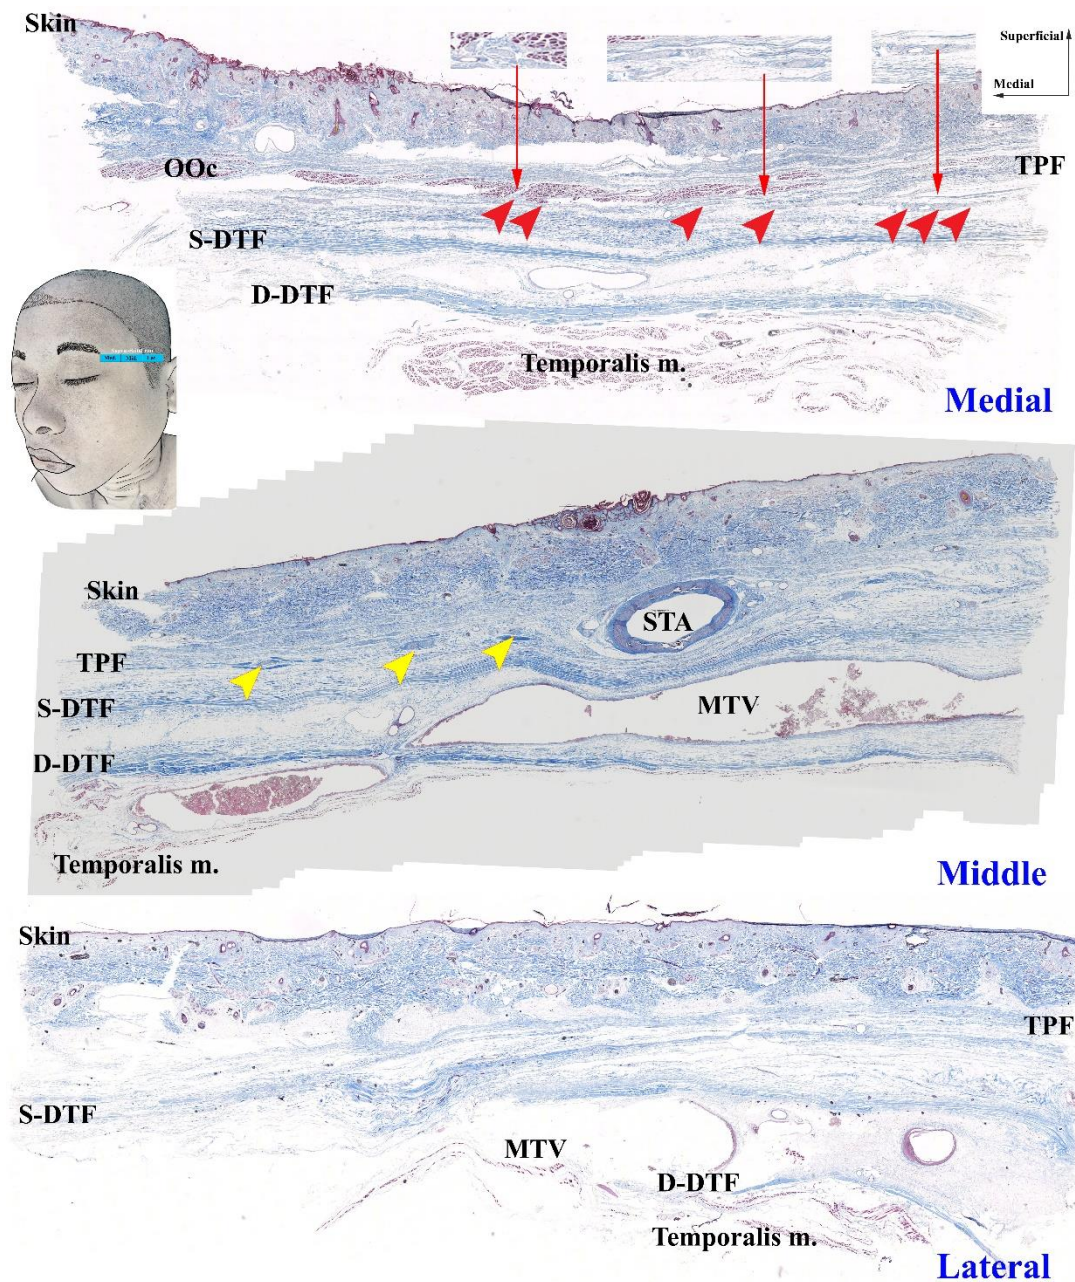 Skin
Superficial
Medial
OOc
TPF
S-DTF
D-DTF
Temporalis m.
Medial
Skin
STA
TPF
S-DTF
MTV
D-DTF
Temporalis m.
Middle
Skin
TPF
S-DTF
MTV
D-DTF
Temporalis m.
Lateral